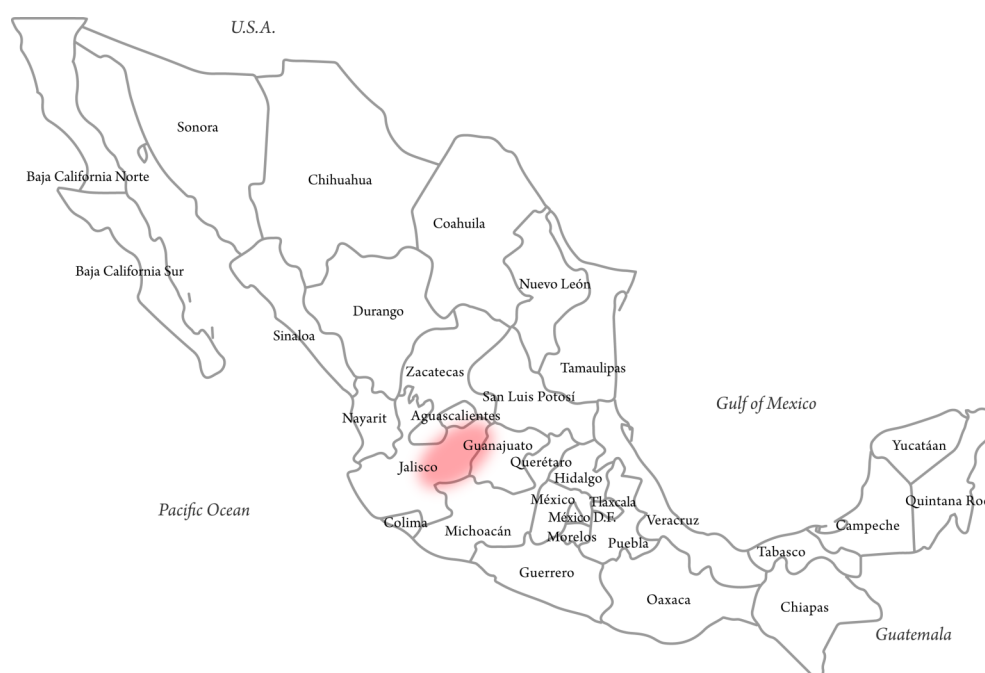 U.S.A.
Sonora
Baja California Norte
Chihuahua
Coahuila
Baja California Sur
Nuevo León
Durango
Sinaloa
Zacatecas
Tamaulipas
San Luis Potosí
Gulf of Mexico
Nayarit
Aguascalientes
Guanajuato
Yucatáan
Jalisco
Querétaro
Hidalgo
México
Tlaxcala
Quintana Roo
Pacific Ocean
Colima
Michoacán
México D.F.
Veracruz
Campeche
Morelos
Puebla
Tabasco
Guerrero
Oaxaca
Chiapas
Guatemala